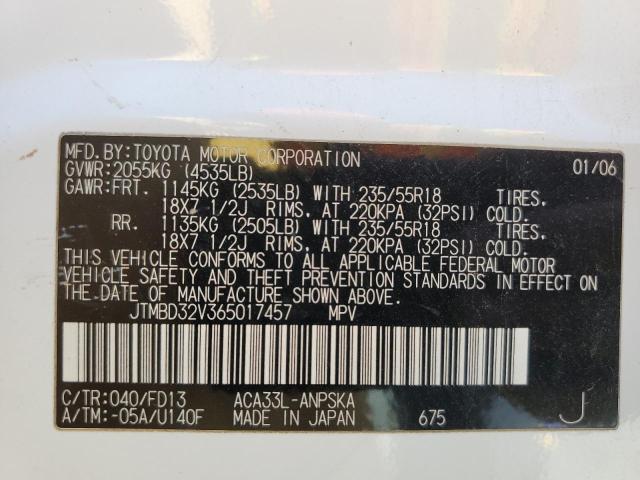 MFD.BY:TOYOTA MOTOR CORPORATION 01/06
GVWR:2055KG (4535LB)
GAWR:FRT. 1145KG (2535LB) WITH 235/55R18 TIRES.
18X7 1/2J RIMS. AT 220KPA (32PSI) COLD.
RR. 1135KG (2505LB) WITH 235/55R18 TIRES.
18X7 1/2J RIMS. AT 220KPA (32PSI) COLD.
THIS VEHICLE CONFORMS TO ALL APPLICABLE FEDERAL MOTOR
VEHICLE SAFETY AND THEFT PREVENTION STANDARDS IN EFFECT ON
THE DATE OF MANUFACTURE SHOWN ABOVE.
JTMBD32V365017457 MPV
C/TR:040/FD13 ACA33L-ANPSKA
A/TM:-05A/U140F MADE IN JAPAN 675 J